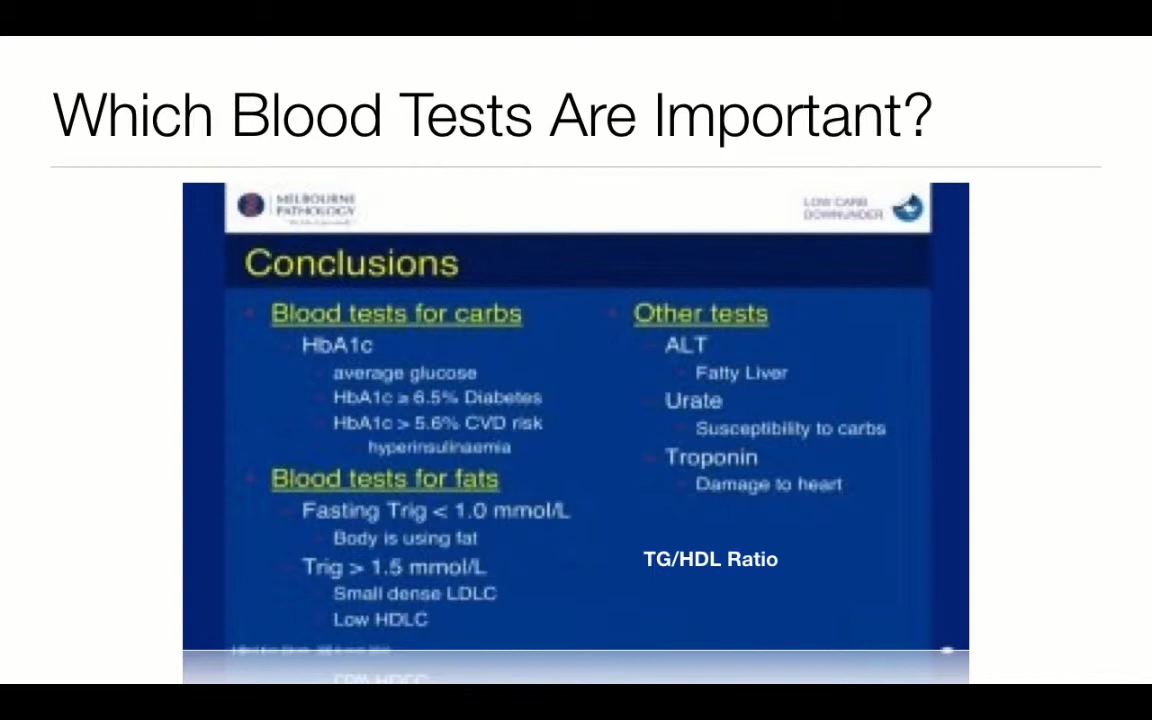 Which Blood Tests Are Important?
MELBOURNE
PATHOLOGY
LOW CARB
DOWNUNDER
Conclusions
Blood tests for carbs
HbA1c
average glucose
HbA1c ≥ 6.5% Diabetes
HbA1c > 5.6% CVD risk
hyperinsulinaemia
Blood tests for fats
Fasting Trig < 1.0 mmol/L
Body is using fat
Trig > 1.5 mmol/L
Small dense LDLC
Low HDLC
Other tests
ALT
Fatty Liver
Urate
Susceptibility to carbs
Troponin
Damage to heart
TG/HDL Ratio